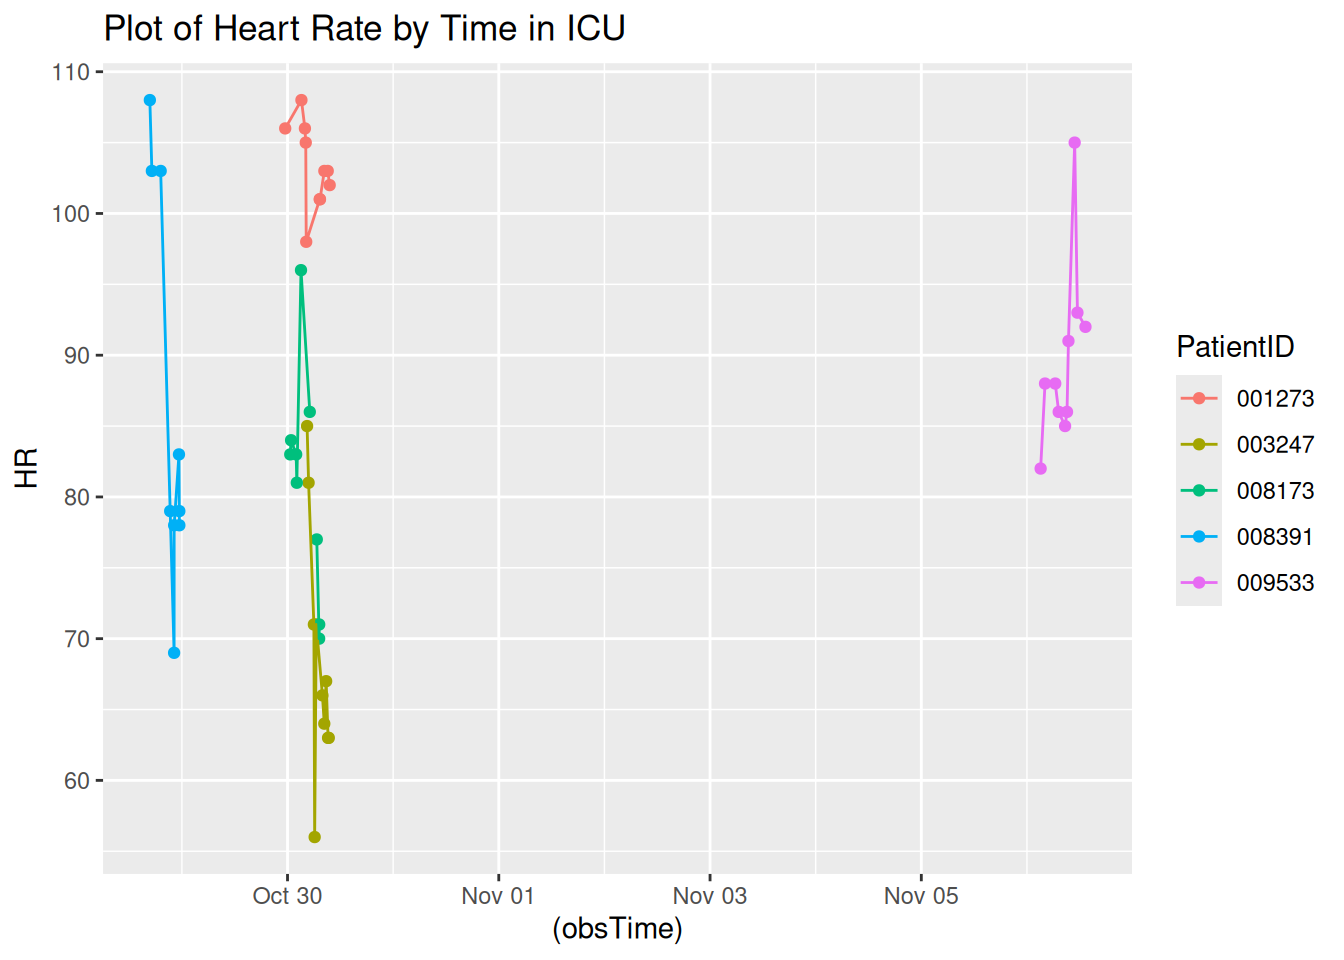 Plot of Heart Rate by Time in ICU
110
100
90
80
70
60
HR
Oct 30
Nov 01
Nov 03
Nov 05
(obsTime)
PatientID
001273
003247
008173
008391
009533